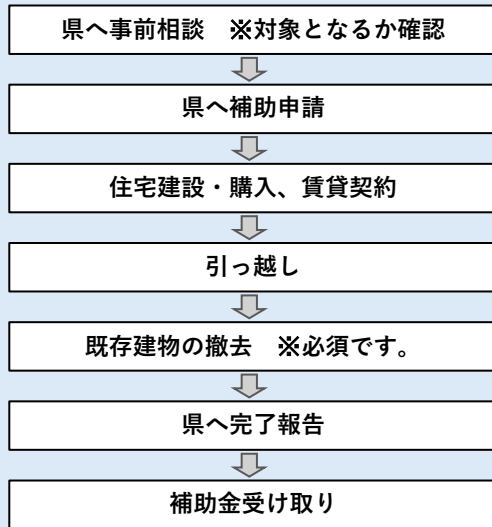 県へ事前相談　※対象となるか確認
県へ補助申請
住宅建設・購入、賃貸契約
引っ越し
既存建物の撤去　※必須です。
県へ完了報告
補助金受け取り